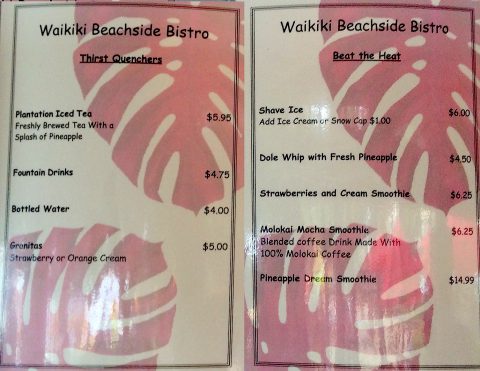 Waikiki Beachside Bistro
Thirst Quenchers
Plantation Iced Tea $5.95
Freshly Brewed Tea With a
Splash of Pineapple
Fountain Drinks $4.75
Bottled Water $4.00
Granitas $5.00
Strawberry or Orange Cream
Waikiki Beachside Bistro
Beat the Heat
Shave Ice $6.00
Add Ice Cream or Snow Cap $1.00
Dole Whip with Fresh Pineapple $4.50
Strawberries and Cream Smoothie $6.25
Molokai Mocha Smoothie $6.25
Blended coffee Drink Made With
100% Molokai Coffee
Pineapple Dream Smoothie $14.99